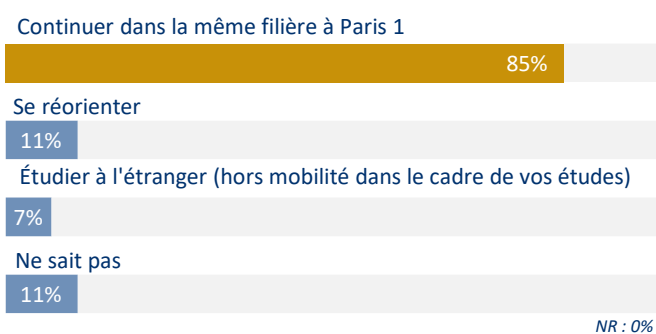 Continuer dans la même filière à Paris 1
85%
Se réorienter
11%
Étudier à l'étranger (hors mobilité dans le cadre de vos études)
7%
Ne sait pas
11%
NR : 0%